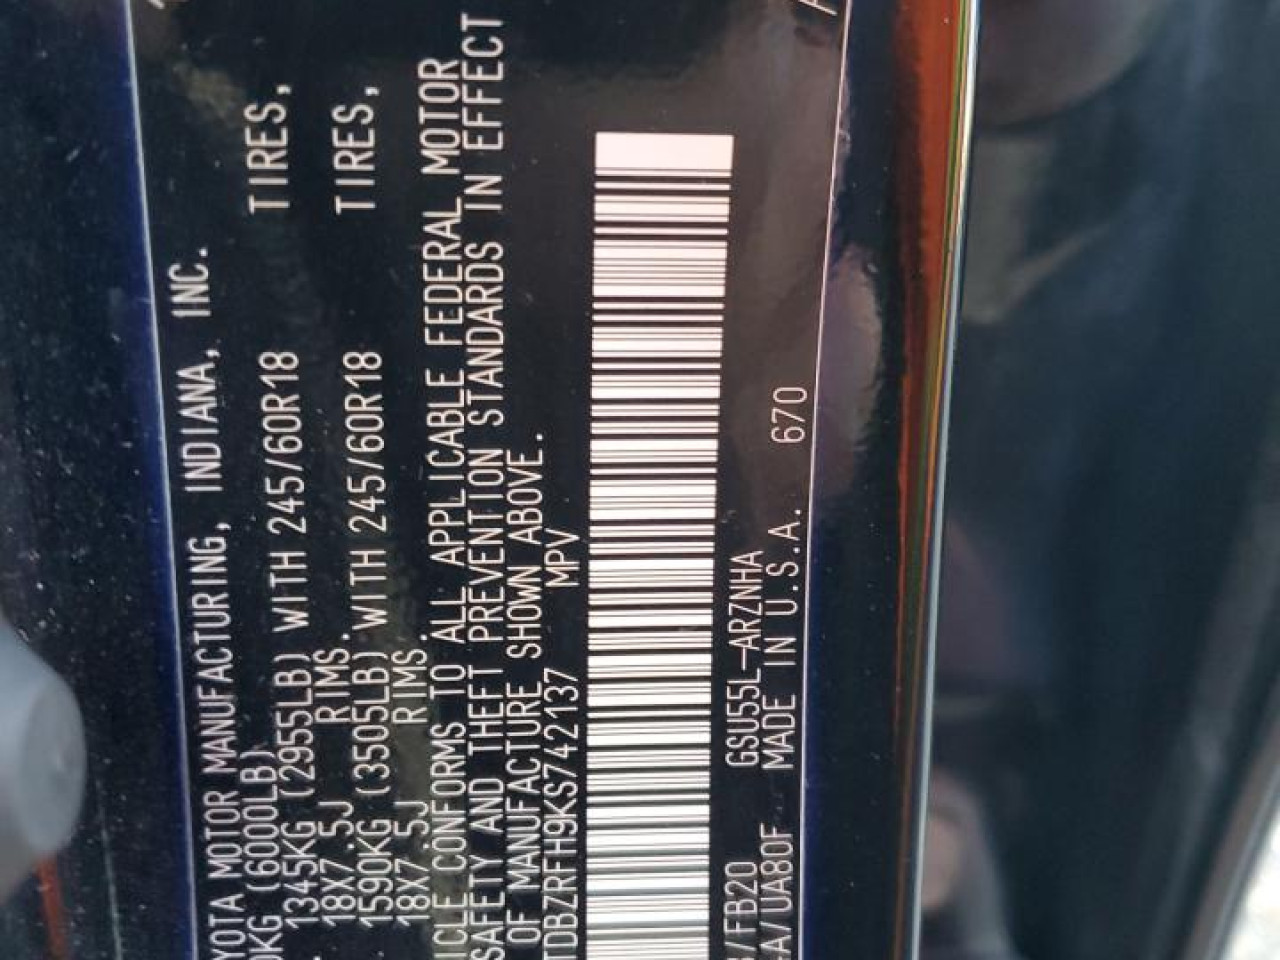 YOTA MOTOR MANUFACTURING, INDIANA, INC.
0KG (6000LB)
1345KG (2955LB) WITH 245/60R18 TIRES,
18X7.5J RIMS.
1590KG (3505LB) WITH 245/60R18 TIRES,
18X7.5J RIMS.
ICLE CONFORMS TO ALL APPLICABLE FEDERAL MOTOR
SAFETY AND THEFT PREVENTION STANDARDS IN EFFECT
OF MANUFACTURE SHOWN ABOVE.
TDBZRFH9KS742137 MPV
/FB20 GSU55L-ARZNHA
A/UA80F MADE IN U.S.A. 670